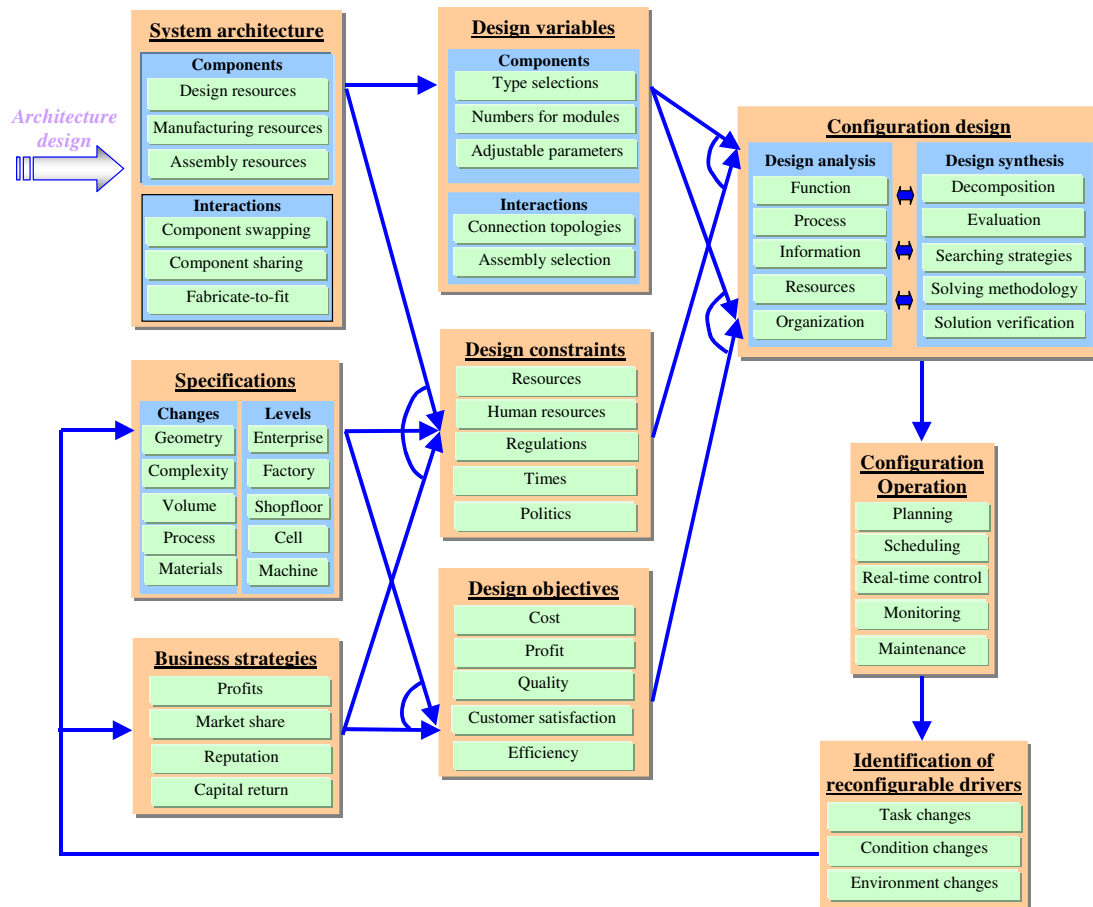 Architecture
design
System architecture
Components
Design resources
Manufacturing resources
Assembly resources
Interactions
Component swapping
Component sharing
Fabricate-to-fit
Design variables
Components
Type selections
Numbers for modules
Adjustable parameters
Interactions
Connection topologies
Assembly selection
Configuration design
Design analysis
Function
Process
Information
Resources
Organization
Design synthesis
Decomposition
Evaluation
Searching strategies
Solving methodology
Solution verification
Specifications
Changes
Geometry
Complexity
Volume
Process
Materials
Levels
Enterprise
Factory
Shopfloor
Cell
Machine
Design constraints
Resources
Human resources
Regulations
Times
Politics
Business strategies
Profits
Market share
Reputation
Capital return
Design objectives
Cost
Profit
Quality
Customer satisfaction
Efficiency
Configuration
Operation
Planning
Scheduling
Real-time control
Monitoring
Maintenance
Identification of
reconfigurable drivers
Task changes
Condition changes
Environment changes